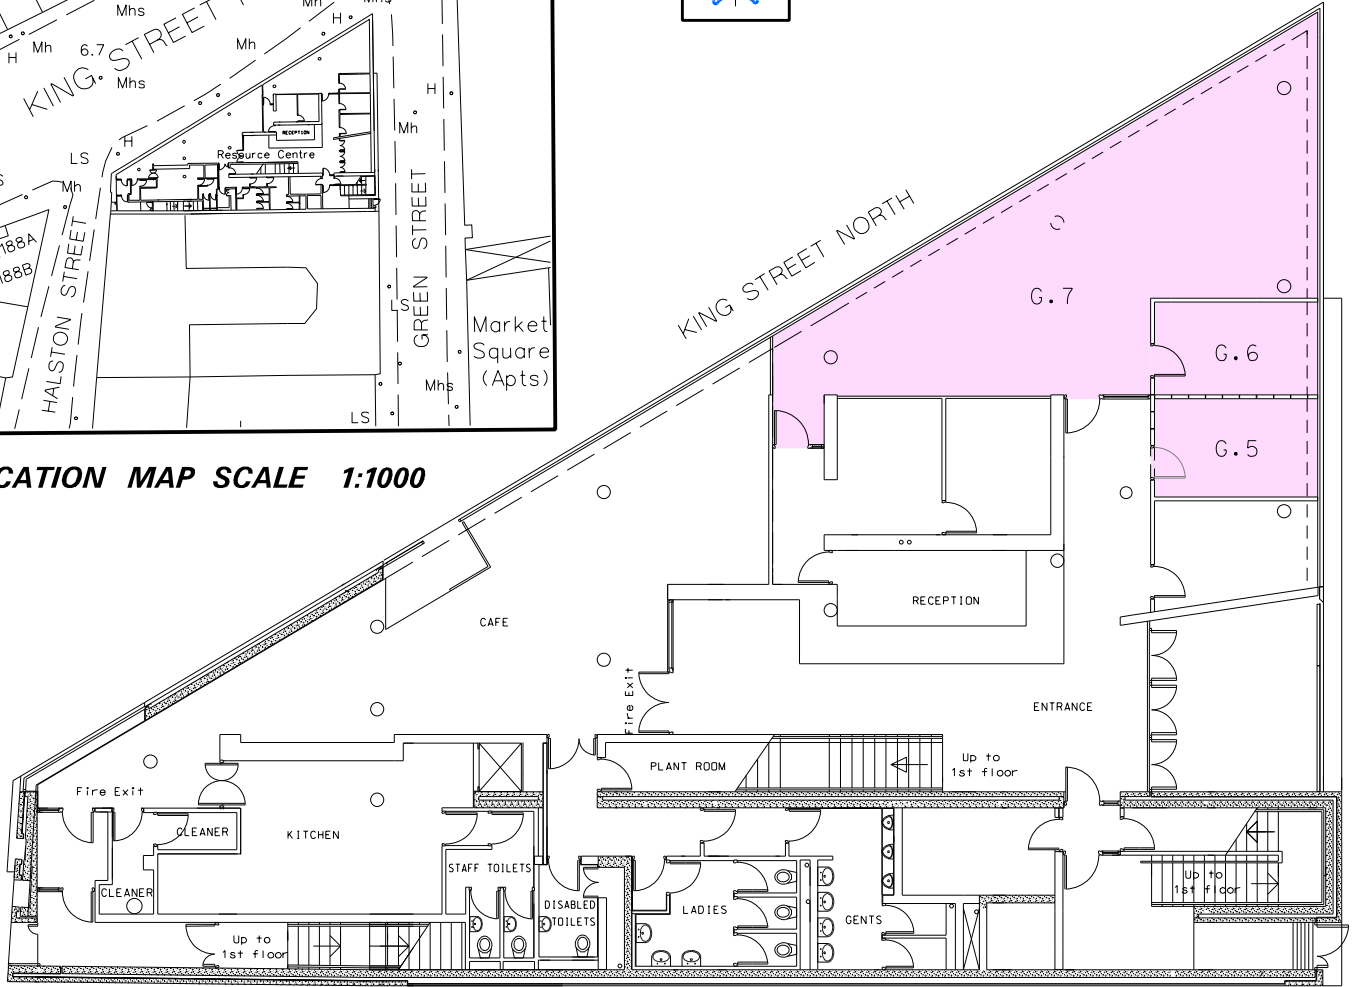 Mhs
Mh
Mhs
H
H
Mh
6.7
Mh
KING STREET
Mhs
H
Mh
H
RECEPTION
LS
Resource Centre
Mh
188A
188B
HALSTON STREET
GREEN STREET
LS
Market
Square
(Apts)
Mhs
LS
CATION MAP SCALE 1:1000
KING STREET NORTH
G.7
G.6
G.5
RECEPTION
CAFE
Fire Exit
ENTRANCE
PLANT ROOM
Up to
1st floor
Fire Exit
CLEANER
KITCHEN
STAFF TOILETS
CLEANER
DISABLED
TOILETS
LADIES
GENTS
Up to
1st floor
Up to
1st floor